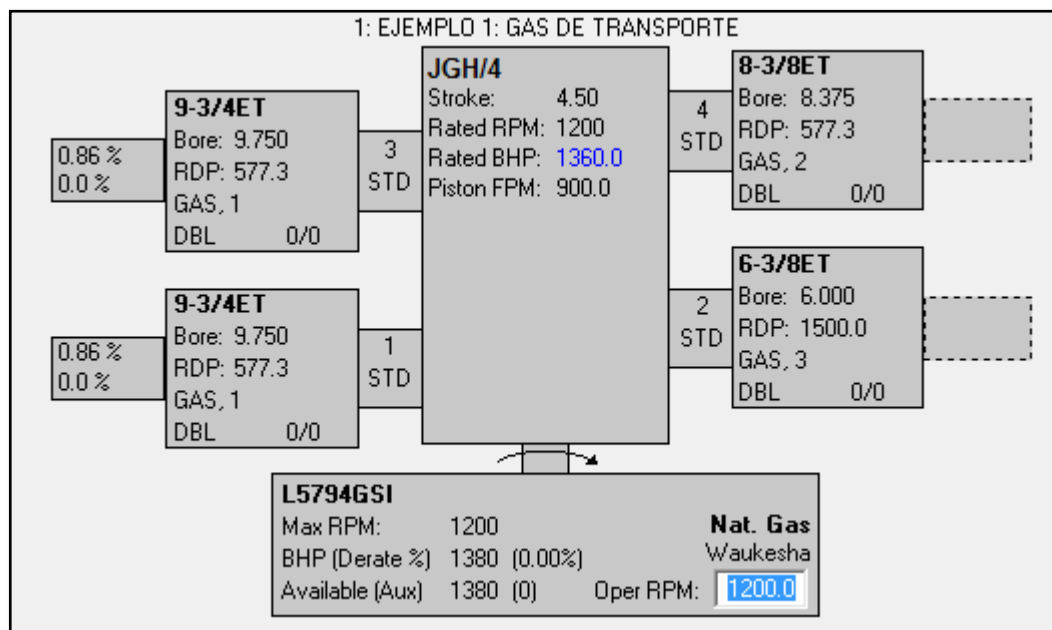 1: EJEMPLO 1: GAS DE TRANSPORTE
0.86 %
0.0 %
9-3/4ET
Bore: 9.750
RDP: 577.3
GAS, 1
DBL 0/0
3
STD
0.86 %
0.0 %
9-3/4ET
Bore: 9.750
RDP: 577.3
GAS, 1
DBL 0/0
1
STD
JGH/4
Stroke: 4.50
Rated RPM: 1200
Rated BHP: 1360.0
Piston FPM: 900.0
4
STD
8-3/8ET
Bore: 8.375
RDP: 577.3
GAS, 2
DBL 0/0
2
STD
6-3/8ET
Bore: 6.000
RDP: 1500.0
GAS, 3
DBL 0/0
L5794GSI
Max RPM: 1200
BHP (Derate %) 1380 (0.00%)
Available (Aux) 1380 (0)
Nat. Gas
Waukesha
Oper RPM: 1200.0